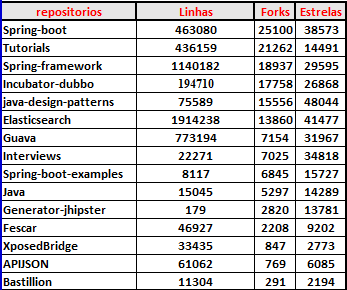 repositorios Linhas Forks Estrelas
Spring-boot 463080 25100 38573
Tutorials 436159 21262 14491
Spring-framework 1140182 18937 29595
Incubator-dubbo 194710 17758 26868
java-design-patterns 75589 15556 48044
Elasticsearch 1914238 13860 41477
Guava 773194 7154 31967
Interviews 22271 7025 34818
Spring-boot-examples 8117 6845 15727
Java 15045 5297 14289
Generator-jhipster 179 2820 13781
Fescar 46927 2208 9202
XposedBridge 33435 847 2773
APIJSON 61062 769 6085
Bastillion 11304 291 2194